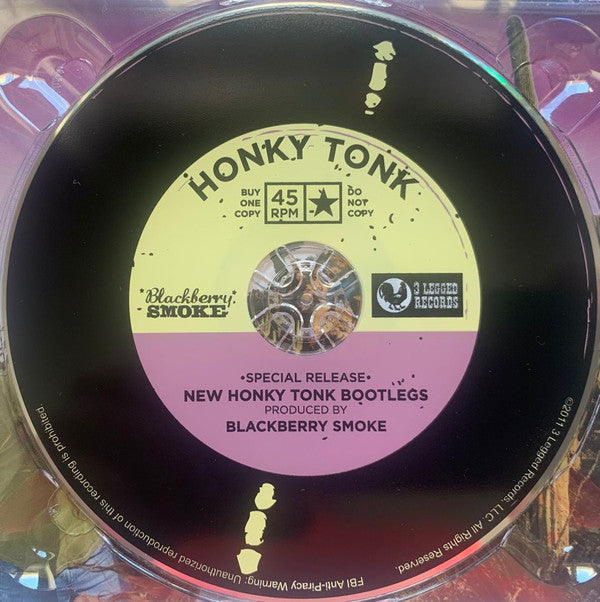 HONKY TONK
BUY
ONE
COPY
45
RPM
DO
NOT
COPY
Blackberry
SMOKE
3 LEGGED
RECORDS
•SPECIAL RELEASE•
NEW HONKY TONK BOOTLEGS
PRODUCED BY
BLACKBERRY SMOKE
©2011 3 Legged Records, LLC. All Rights Reserved.
FBI Anti-Piracy Warning: Unauthorized reproduction of this recording is prohibited.